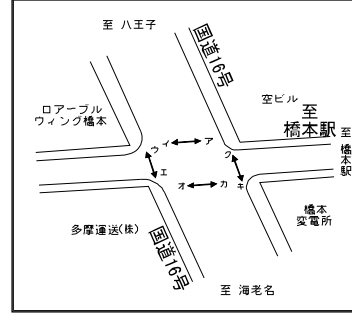 至 八王子
国道16号
空ビル
至
橋本駅
至
橋本駅
ロアーブル
ウィング橋本
ウ イ ア
ク
エ
オ カ キ
多摩運送(株)
国道16号
橋本
変電所
至 海老名